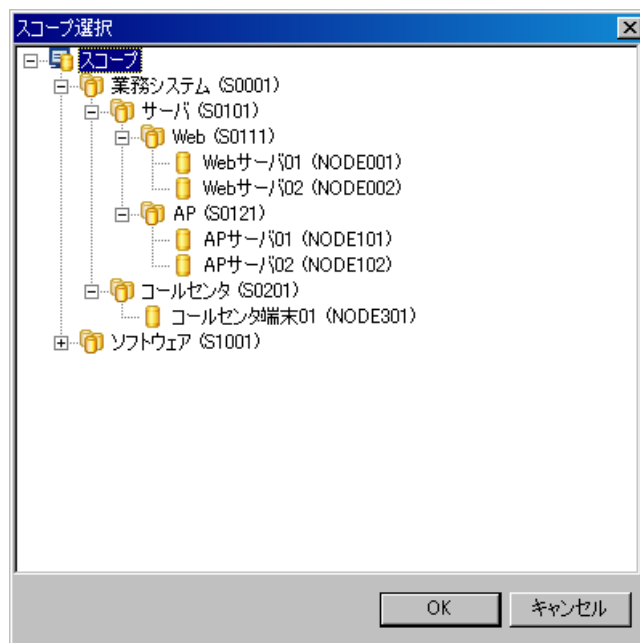 スコープ選択
スコープ
業務システム (S0001)
サーバ (S0101)
Web (S0111)
Webサーバ01 (NODE001)
Webサーバ02 (NODE002)
AP (S0121)
APサーバ01 (NODE101)
APサーバ02 (NODE102)
コールセンタ (S0201)
コールセンタ端末01 (NODE301)
ソフトウェア (S1001)
OK キャンセル